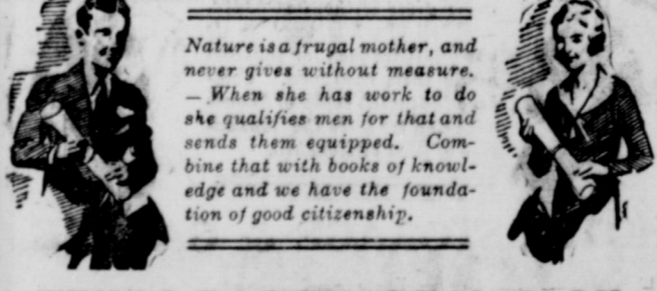 Nature is a frugal mother, and
never gives without measure.
— When she has work to do
she qualifies men for that and
sends them equipped. Com-
bine that with books of knowl-
edge and we have the founda-
tion of good citizenship.